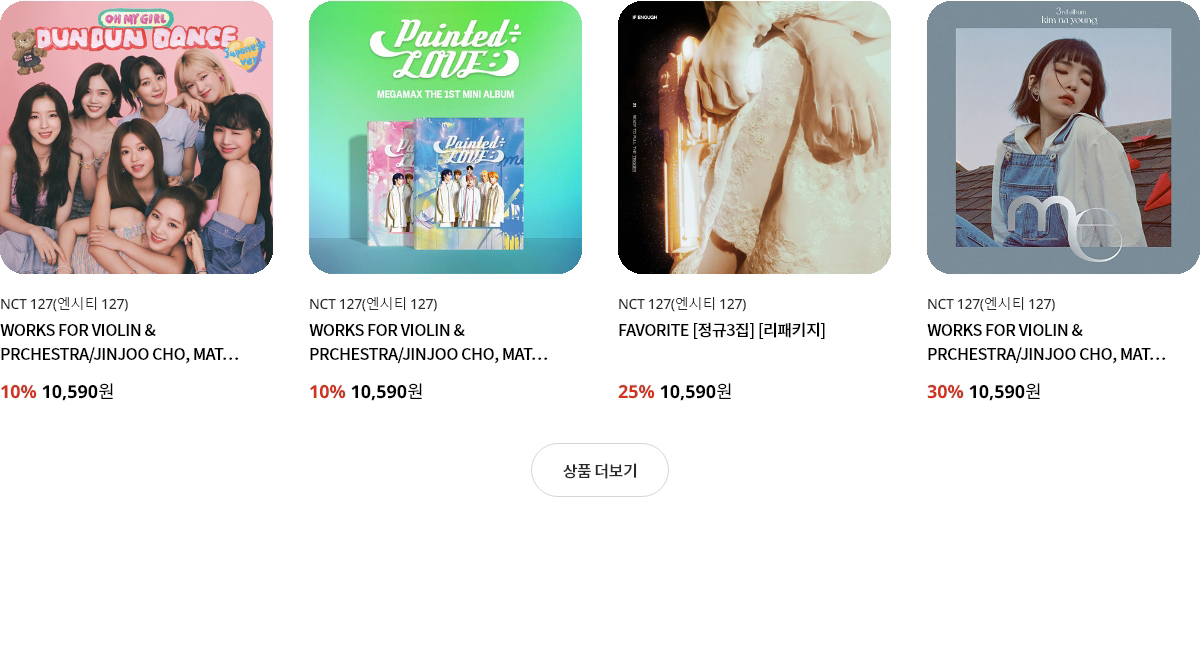 OH MY GIRL
DUN DUN DANCE
Japanese
ver.
Painted
LOVE
MEGAMAX THE 1ST MINI ALBUM
Painted
LOVE
IF ENOUGH
3rd album
kim na young
me
NCT 127(엔시티 127)
WORKS FOR VIOLIN &
PRCHESTRA/JINJOO CHO, MAT…
10% 10,590원
NCT 127(엔시티 127)
WORKS FOR VIOLIN &
PRCHESTRA/JINJOO CHO, MAT…
10% 10,590원
NCT 127(엔시티 127)
FAVORITE [정규3집] [리패키지]
25% 10,590원
NCT 127(엔시티 127)
WORKS FOR VIOLIN &
PRCHESTRA/JINJOO CHO, MAT…
30% 10,590원
상품 더보기